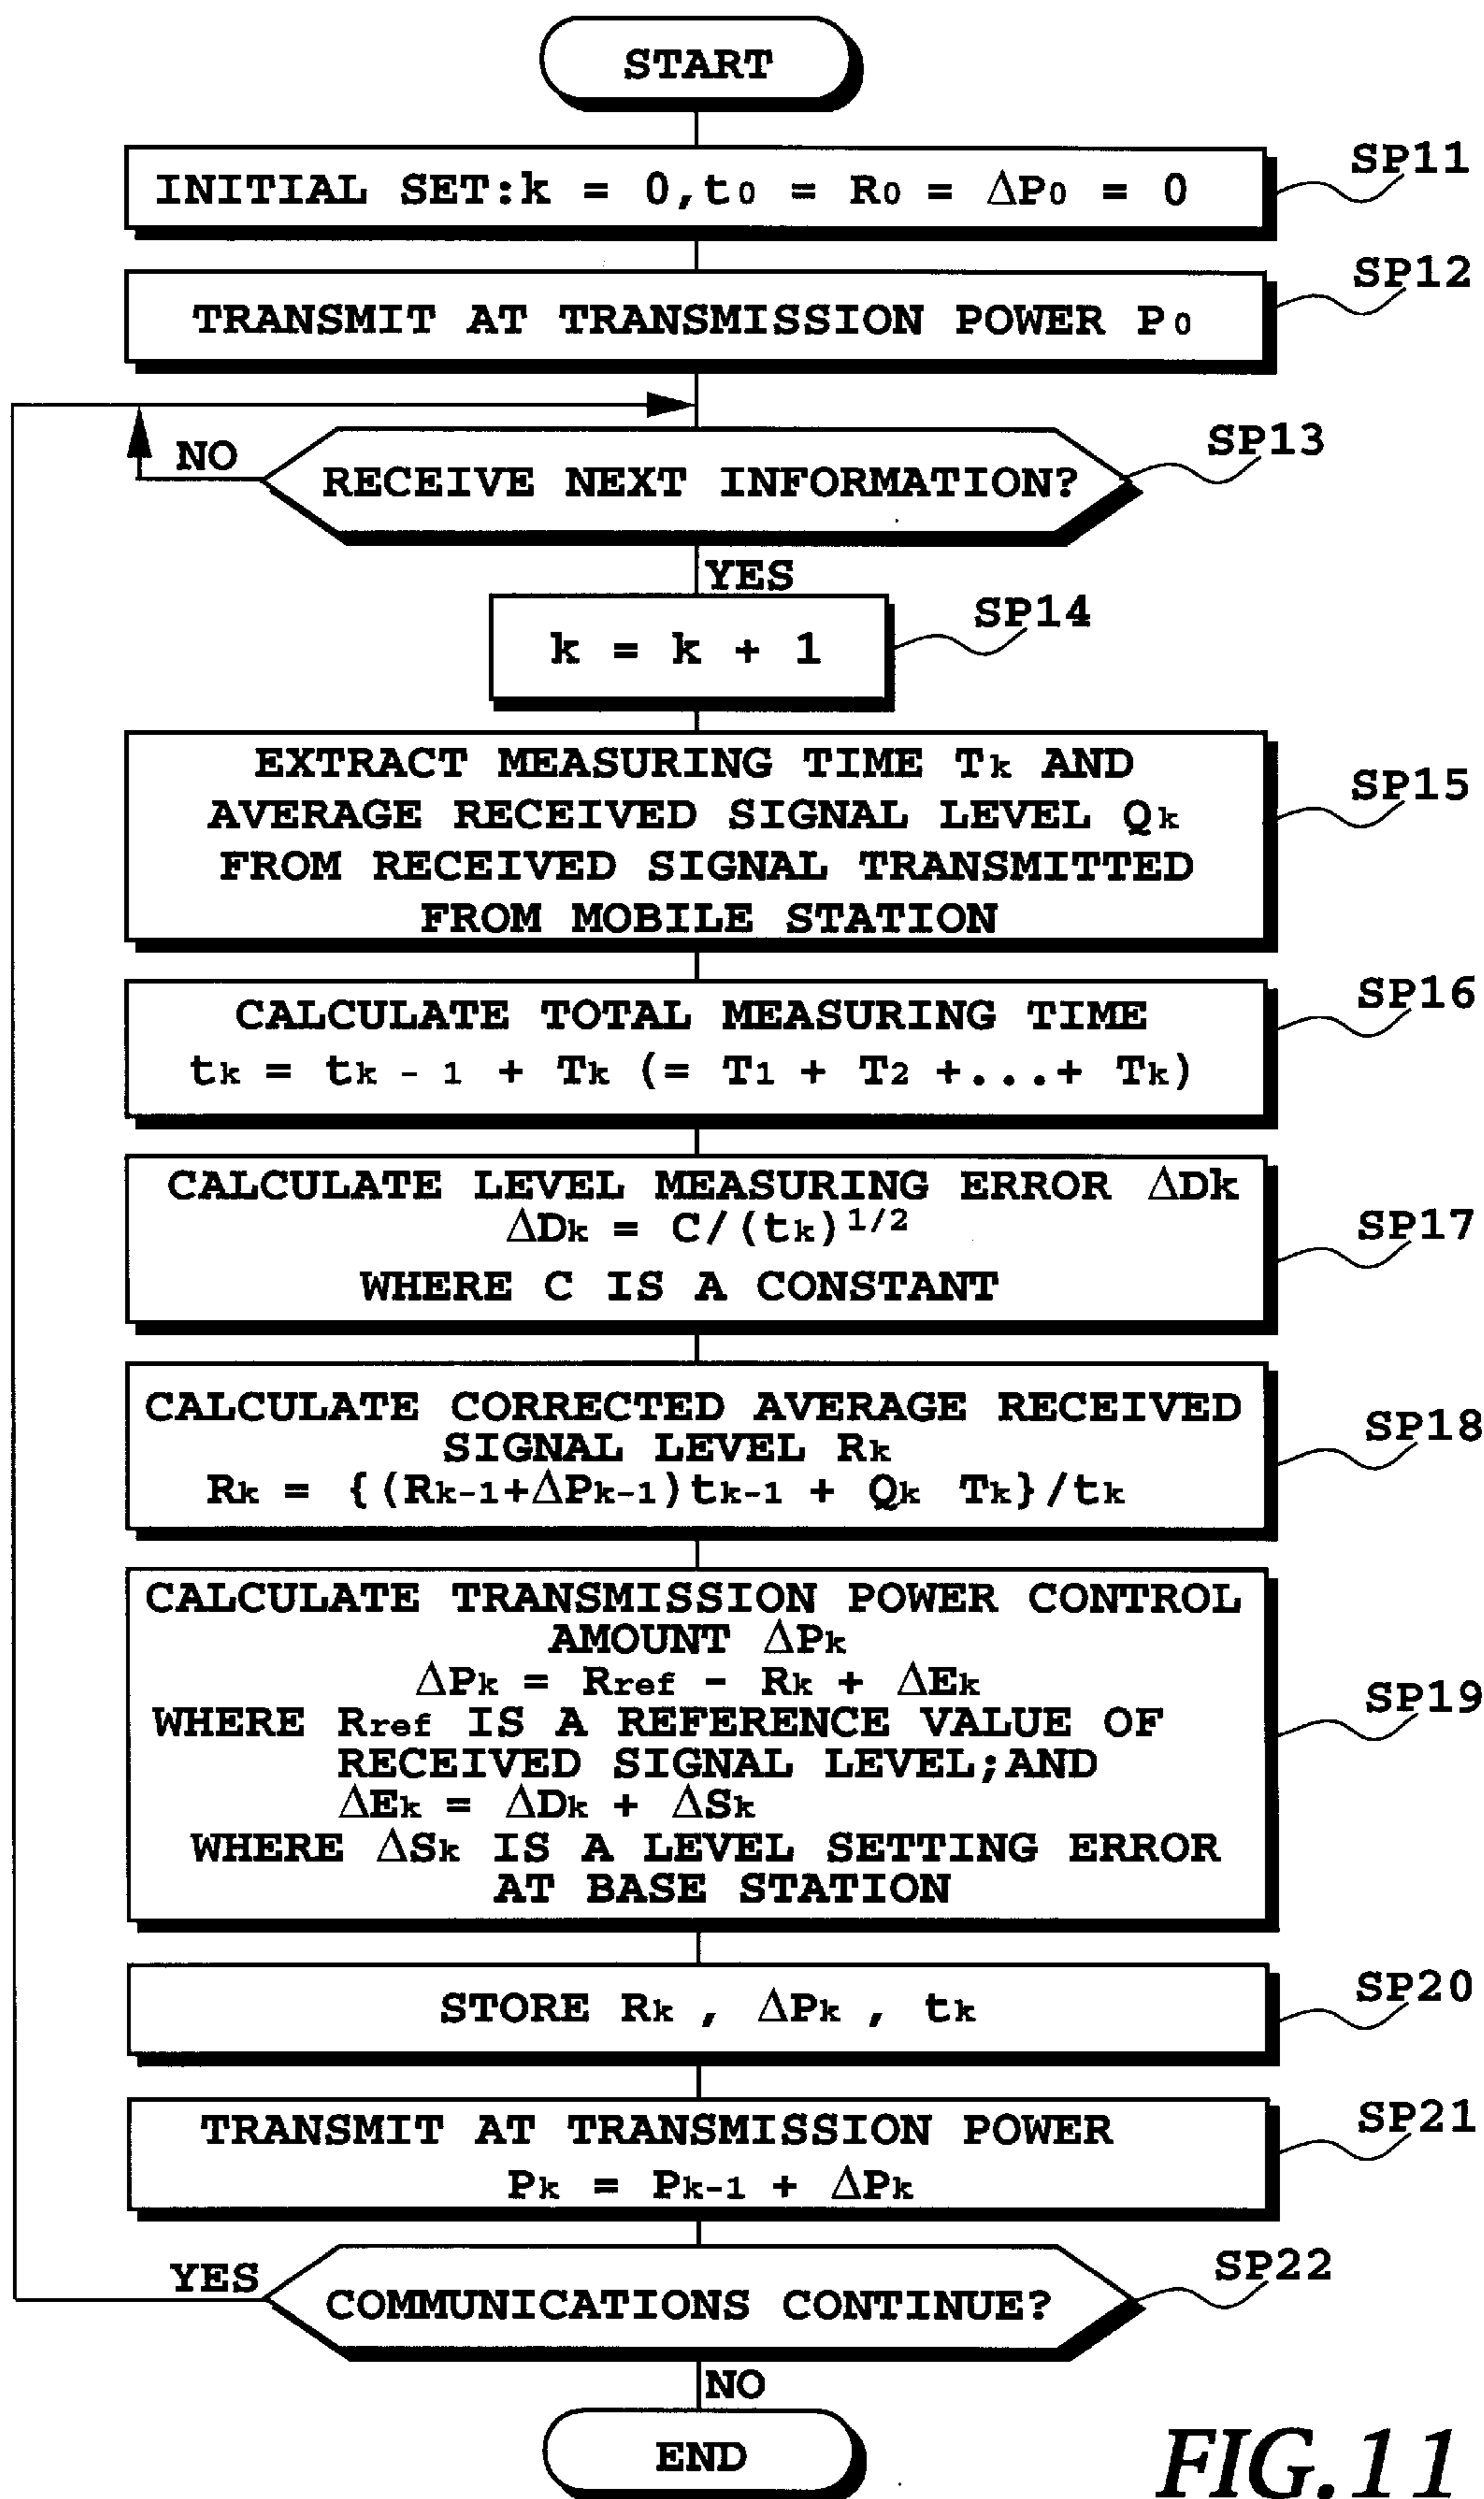 START
SP11
INITIAL SET:k = 0,t0 = R0 = ΔP0 = 0
SP12
TRANSMIT AT TRANSMISSION POWER P0
NO
RECEIVE NEXT INFORMATION?
SP13
YES
SP14
k = k + 1
EXTRACT MEASURING TIME Tk AND
AVERAGE RECEIVED SIGNAL LEVEL Qk
FROM RECEIVED SIGNAL TRANSMITTED
FROM MOBILE STATION
SP15
CALCULATE TOTAL MEASURING TIME
tk = tk - 1 + Tk (= T1 + T2 +...+ Tk)
SP16
CALCULATE LEVEL MEASURING ERROR ΔDk
ΔDk = C/(tk)1/2
WHERE C IS A CONSTANT
SP17
CALCULATE CORRECTED AVERAGE RECEIVED
SIGNAL LEVEL Rk
Rk = {(Rk-1+ΔPk-1)tk-1 + Qk Tk}/tk
SP18
CALCULATE TRANSMISSION POWER CONTROL
AMOUNT ΔPk
ΔPk = Rref - Rk + ΔEk
WHERE Rref IS A REFERENCE VALUE OF
RECEIVED SIGNAL LEVEL;AND
ΔEk = ΔDk + ΔSk
WHERE ΔSk IS A LEVEL SETTING ERROR
AT BASE STATION
SP19
STORE Rk , ΔPk , tk
SP20
TRANSMIT AT TRANSMISSION POWER
Pk = Pk-1 + ΔPk
SP21
YES
COMMUNICATIONS CONTINUE?
SP22
NO
END
FIG.11